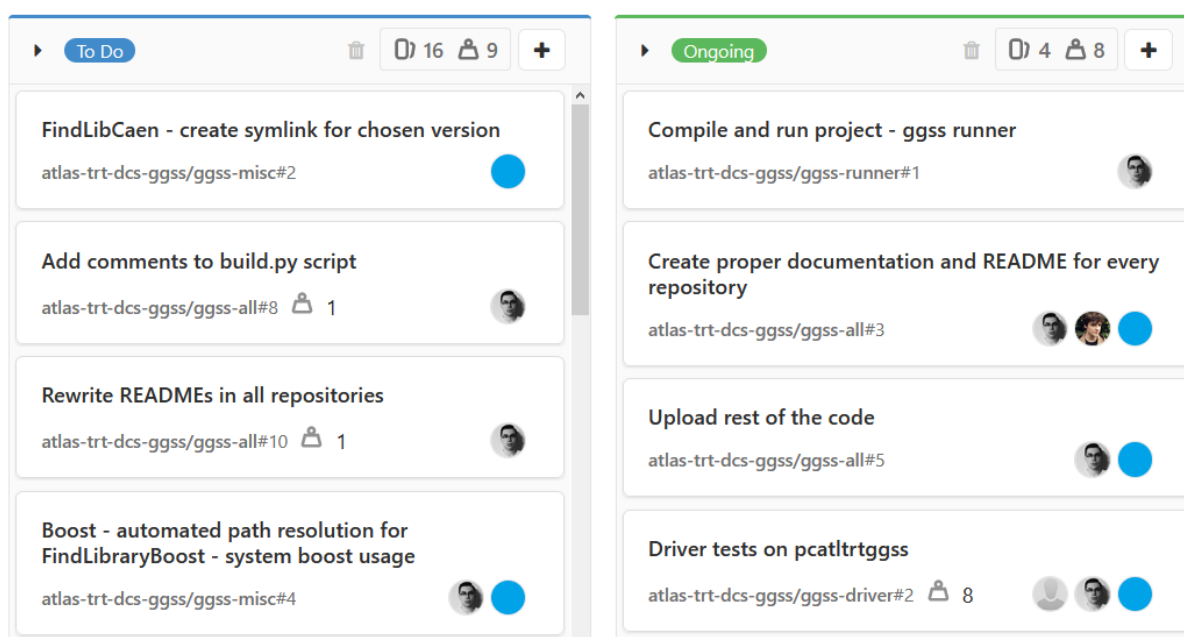 To Do
16
9
FindLibCaen - create symlink for chosen version
atlas-trt-dcs-ggss/ggss-misc#2
Add comments to build.py script
atlas-trt-dcs-ggss/ggss-all#8 1
Rewrite READMEs in all repositories
atlas-trt-dcs-ggss/ggss-all#10 1
Boost - automated path resolution for
FindLibraryBoost - system boost usage
atlas-trt-dcs-ggss/ggss-misc#4
Ongoing
4
8
Compile and run project - ggss runner
atlas-trt-dcs-ggss/ggss-runner#1
Create proper documentation and README for every
repository
atlas-trt-dcs-ggss/ggss-all#3
Upload rest of the code
atlas-trt-dcs-ggss/ggss-all#5
Driver tests on pcatltrtggss
atlas-trt-dcs-ggss/ggss-driver#2 8